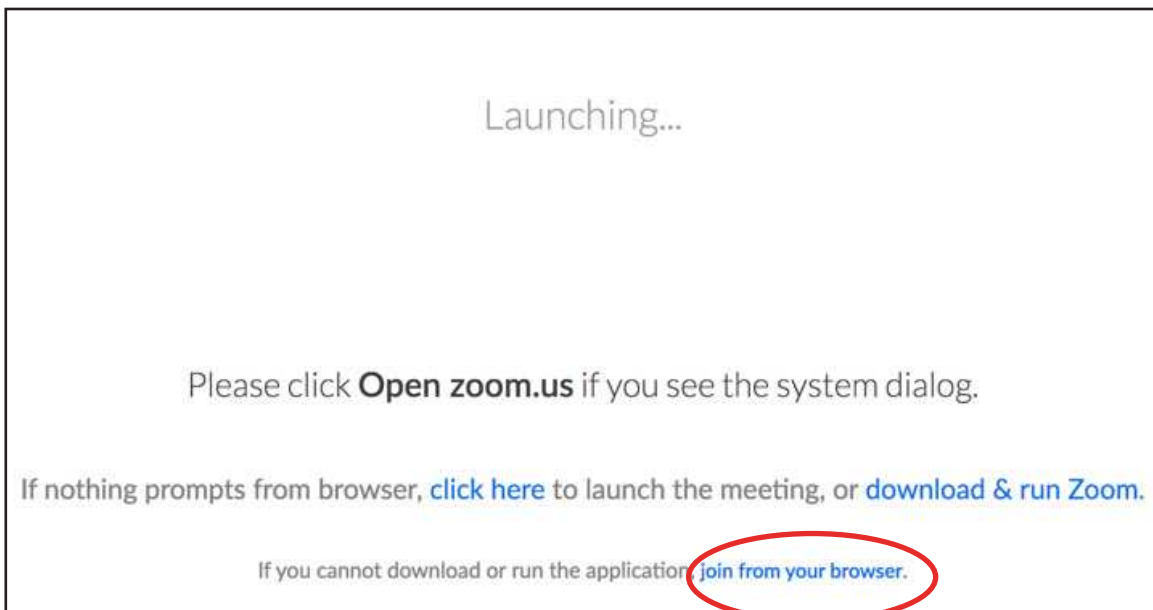 Launching...
Please click Open zoom.us if you see the system dialog.
If nothing prompts from browser, click here to launch the meeting, or download & run Zoom.
If you cannot download or run the application, join from your browser.